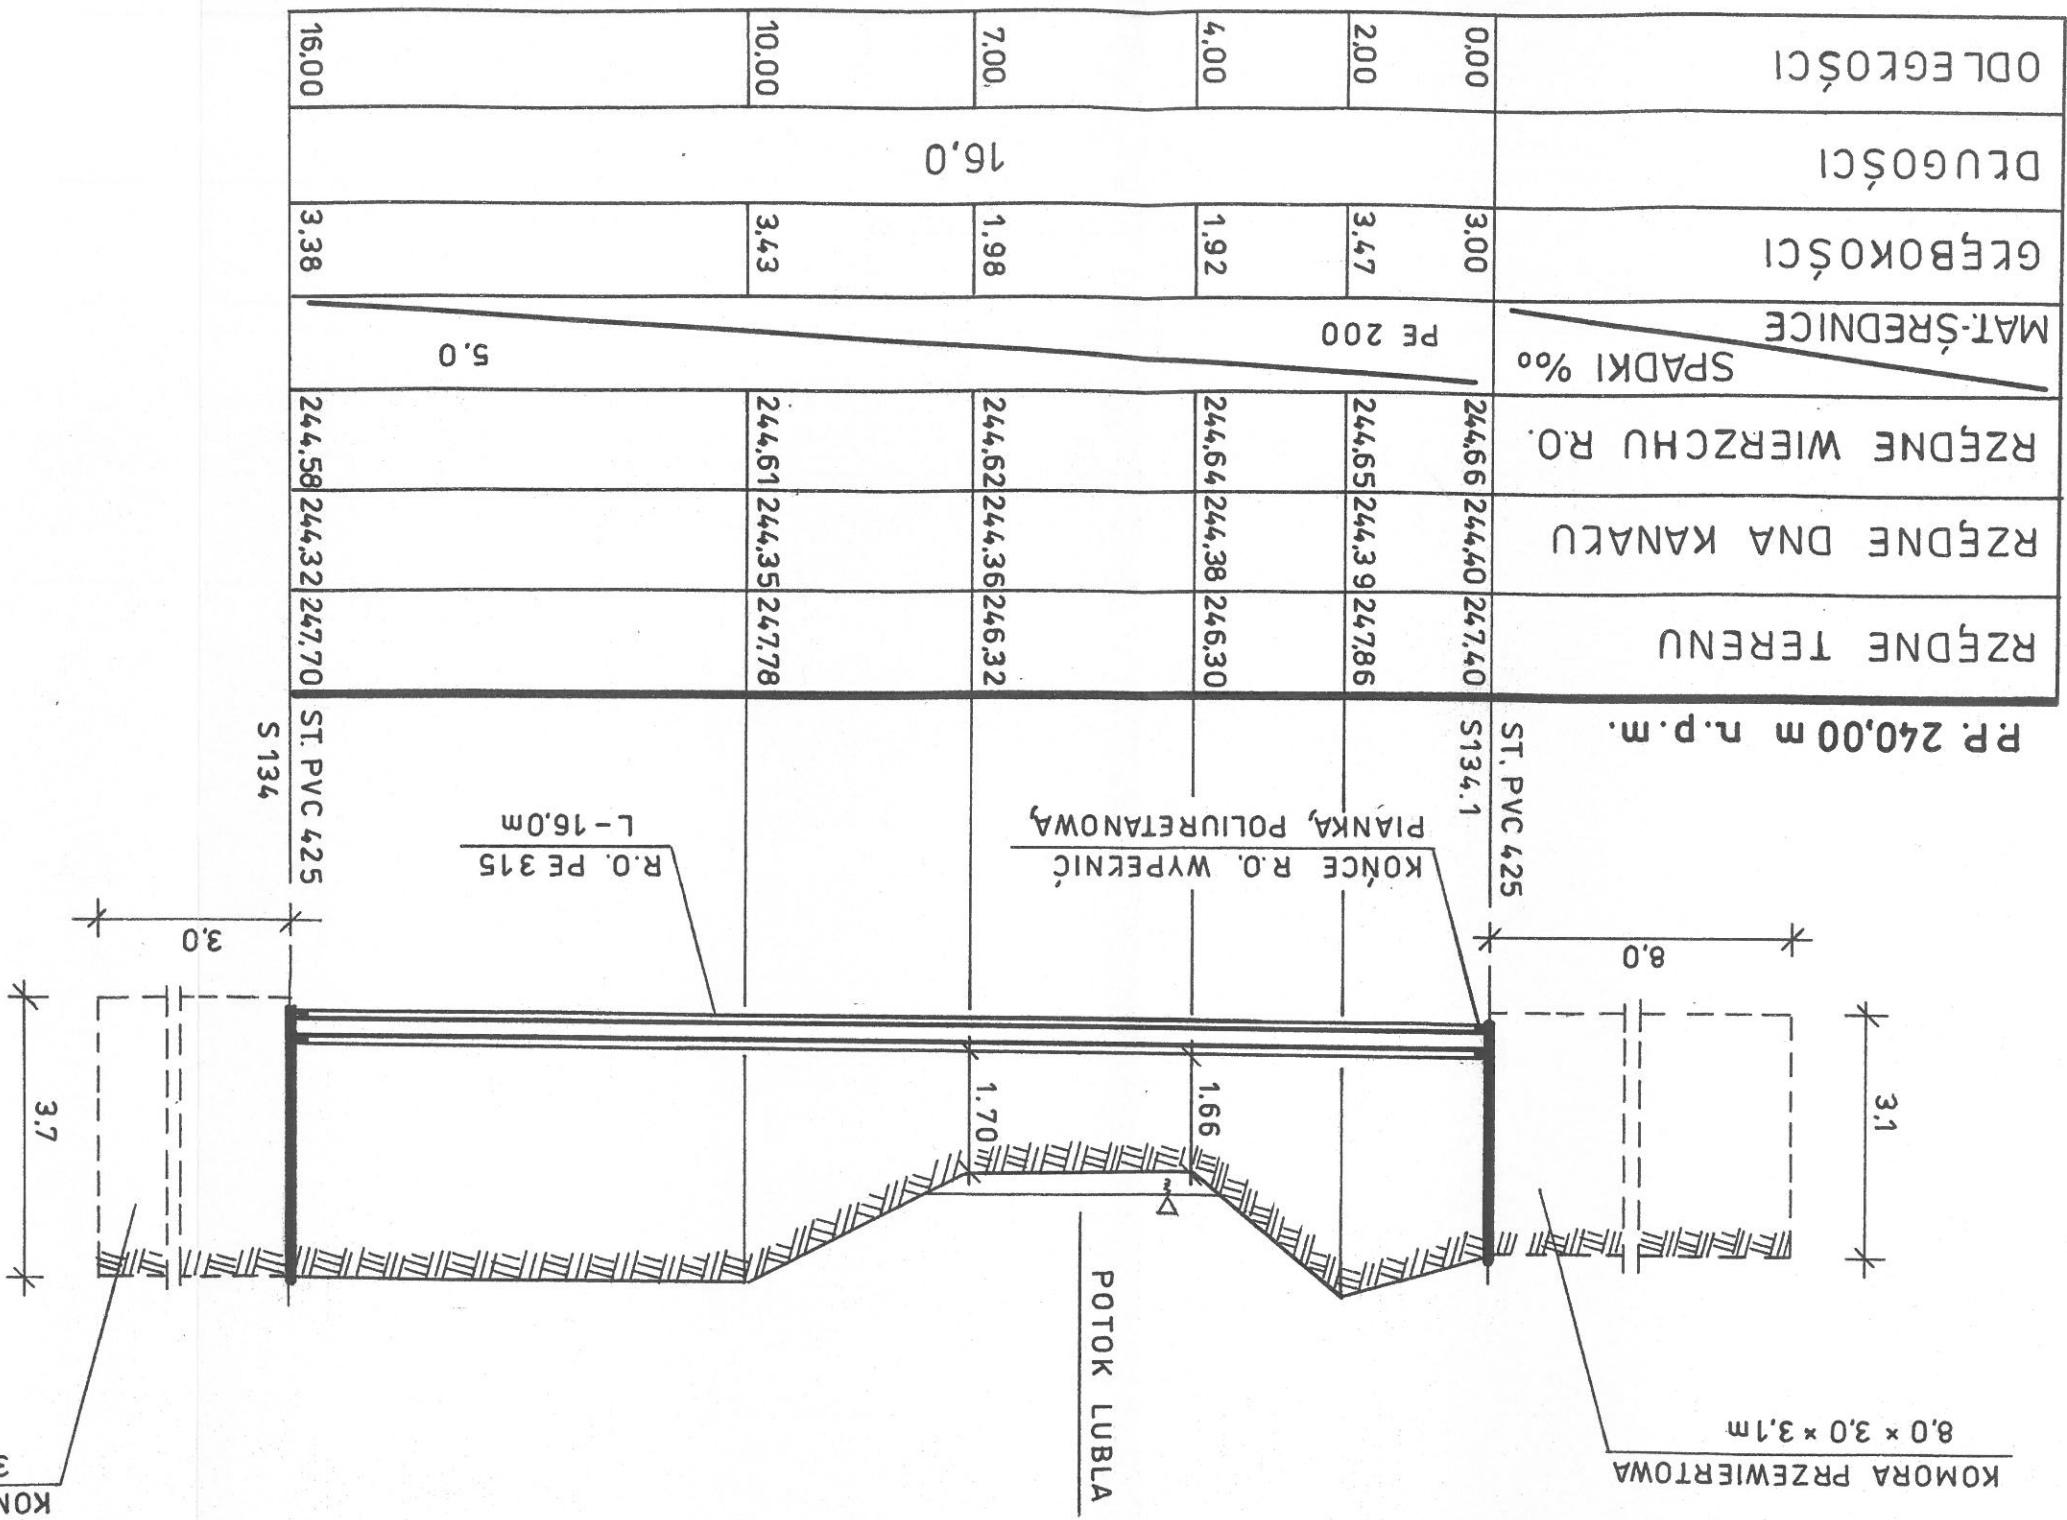 KOMORA PRZEWIERTOWA
8,0 × 3,0 × 3,1m
POTOK LUBLA
3,1
8,0
1,66
1,70
3,7
3,0
KOŃCE R.O. WYPEŁNIĆ
PIANKĄ POLIURETANOWĄ
R.O. PE 315
L-16,0m
ST. PVC 425
S134.1
ST. PVC 425
S 134
P.P. 240,00 m n.p.m.
RZĘDNE TERENU
247,40 247,86 246,30 246,32 247,78 247,70
RZĘDNE DNA KANAŁU
244,40 244,39 244,38 244,36 244,35 244,32
RZĘDNE WIERZCHU R.O.
244,66 244,65 244,64 244,62 244,61 244,58
SPADKI ‰
MAT.-ŚREDNICE
PE 200
5.0
GŁĘBOKOŚCI
3,00 3,47 1,92 1,98 3,43 3,38
DŁUGOŚCI
16,0
ODLEGŁOŚCI
0,00 2,00 4,00 7,00 10,00 16,00